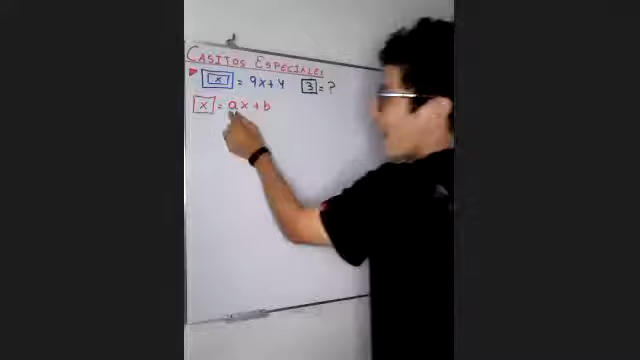 CASITOS ESPECIALES
x = 9x+4 3 = ?
x = ax+b